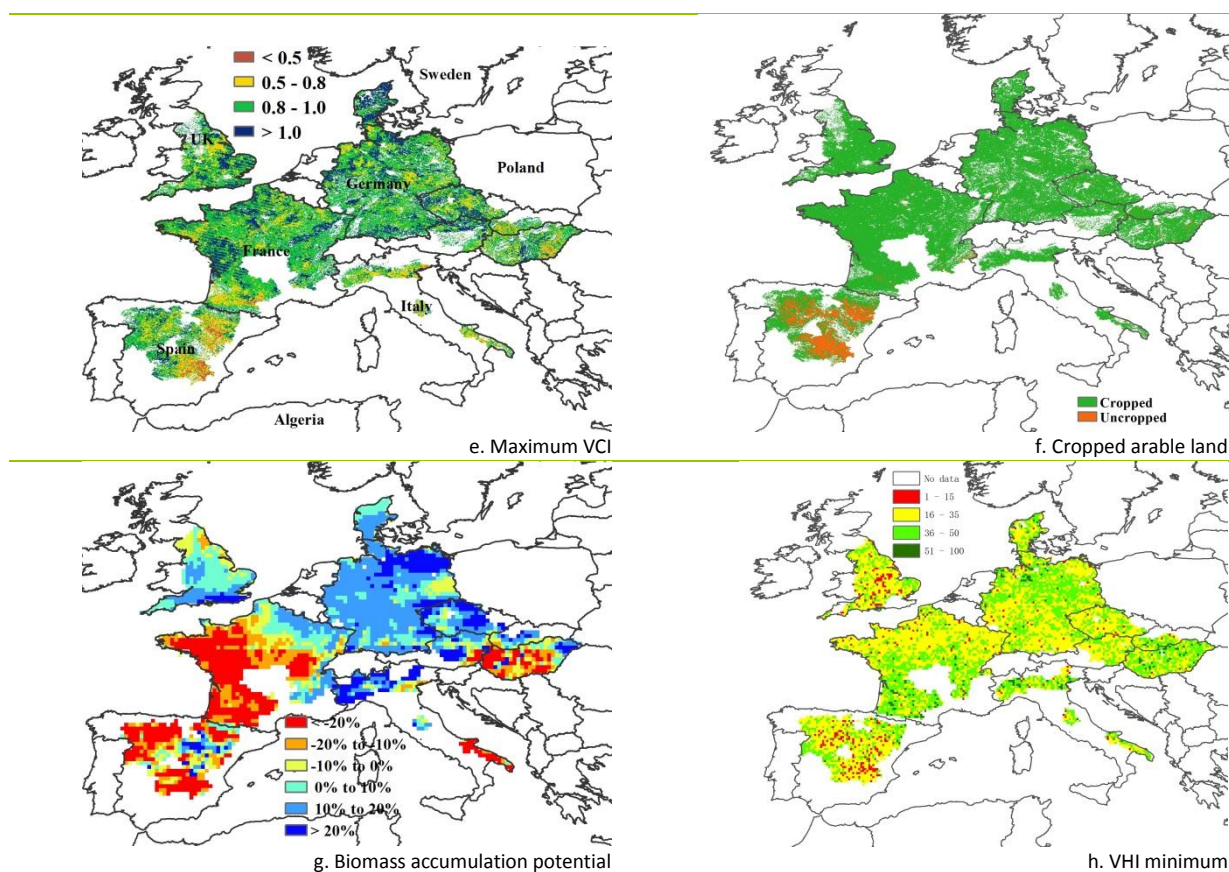 < 0.5
0.5 - 0.8
0.8 - 1.0
> 1.0
Sweden
UK
Poland
Germany
France
Italy
Spain
Algeria
e. Maximum VCI
Cropped
Uncropped
f. Cropped arable land
< -20%
-20% to -10%
-10% to 0%
0% to 10%
10% to 20%
> 20%
g. Biomass accumulation potential
No data
1 - 15
16 - 35
36 - 50
51 - 100
h. VHI minimum